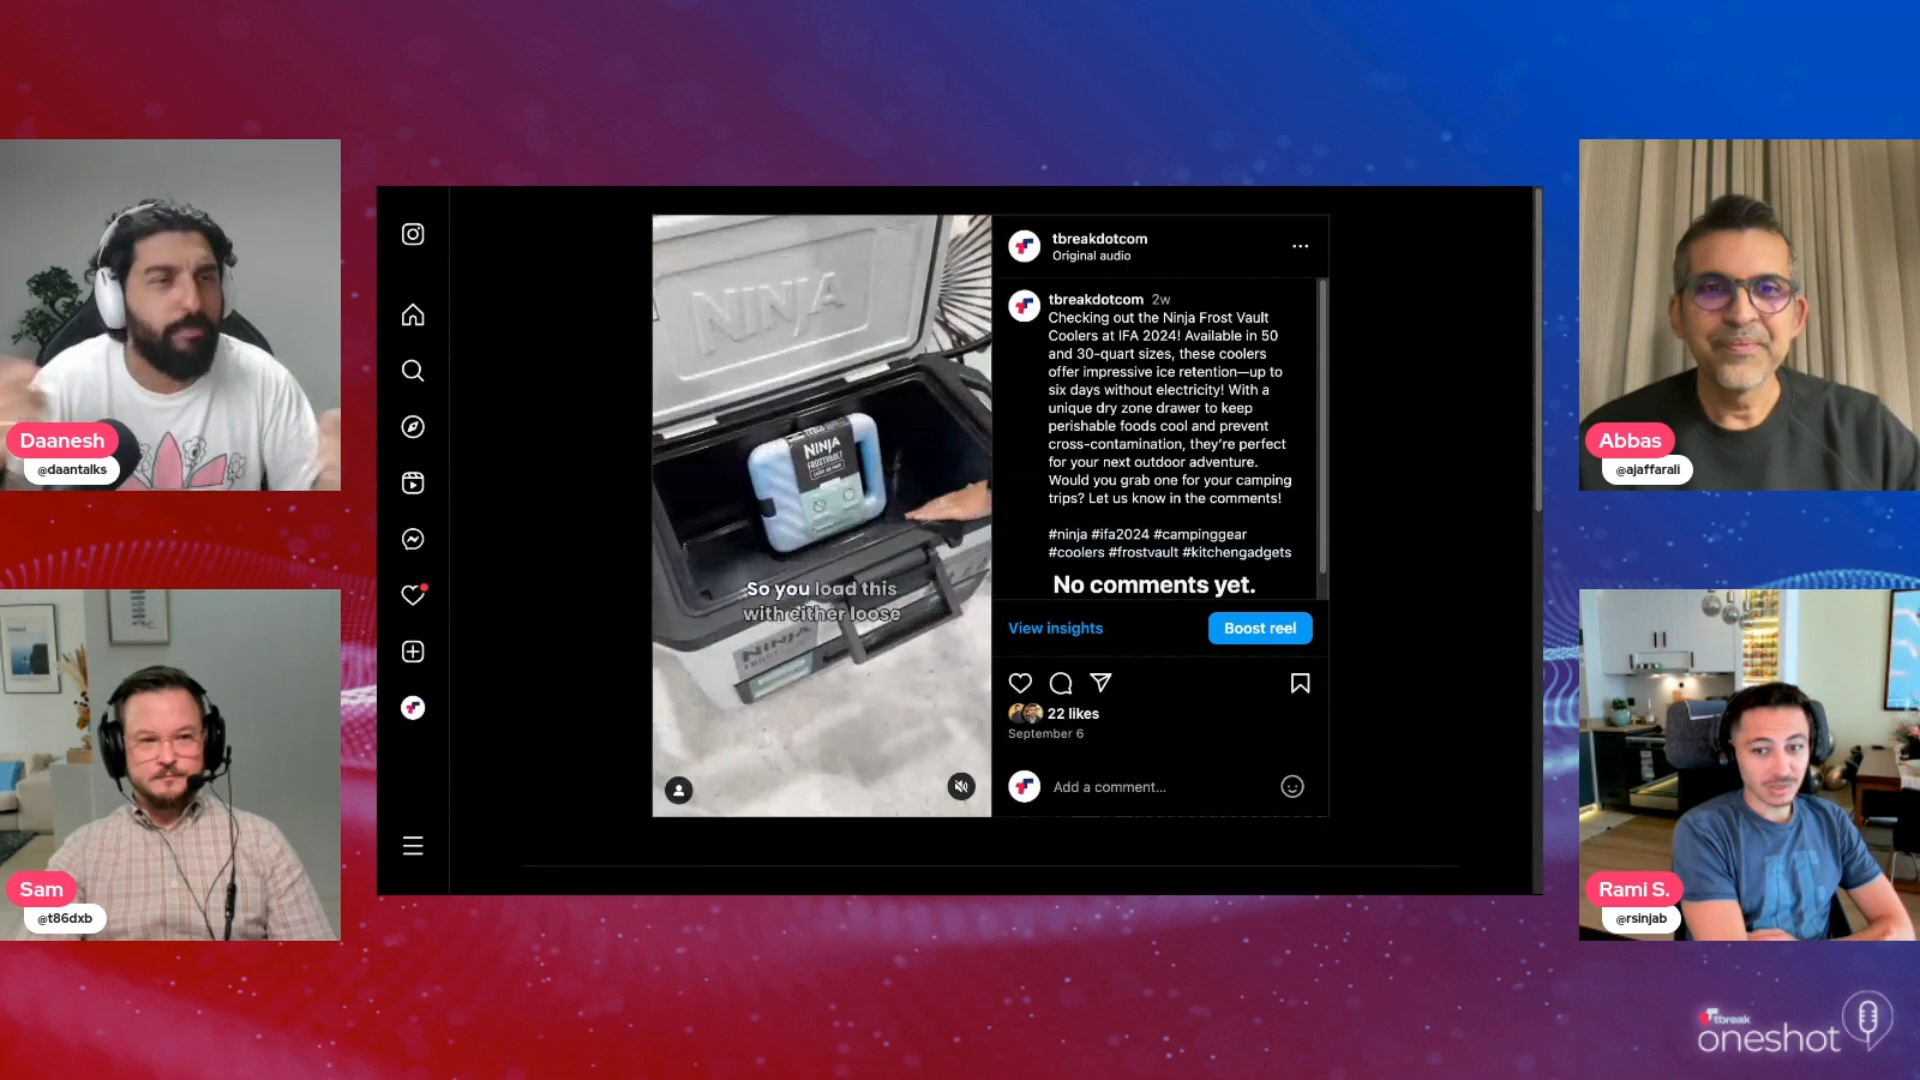 Daanesh
@daantalks
Sam
@t86dxb
NINJA
NINJA
FROSTVAULT
So you load this
with either loose
NINJA
tbreakdotcom
Original audio
tbreakdotcom 2w
Checking out the Ninja Frost Vault
Coolers at IFA 2024! Available in 50
and 30-quart sizes, these coolers
offer impressive ice retention—up to
six days without electricity! With a
unique dry zone drawer to keep
perishable foods cool and prevent
cross-contamination, they're perfect
for your next outdoor adventure.
Would you grab one for your camping
trips? Let us know in the comments!
#ninja #ifa2024 #campinggear
#coolers #frostvault #kitchengadgets
No comments yet.
View insights
Boost reel
22 likes
September 6
Add a comment...
Abbas
@ajaffarali
Rami S.
@rsinjab
tbreak
oneshot